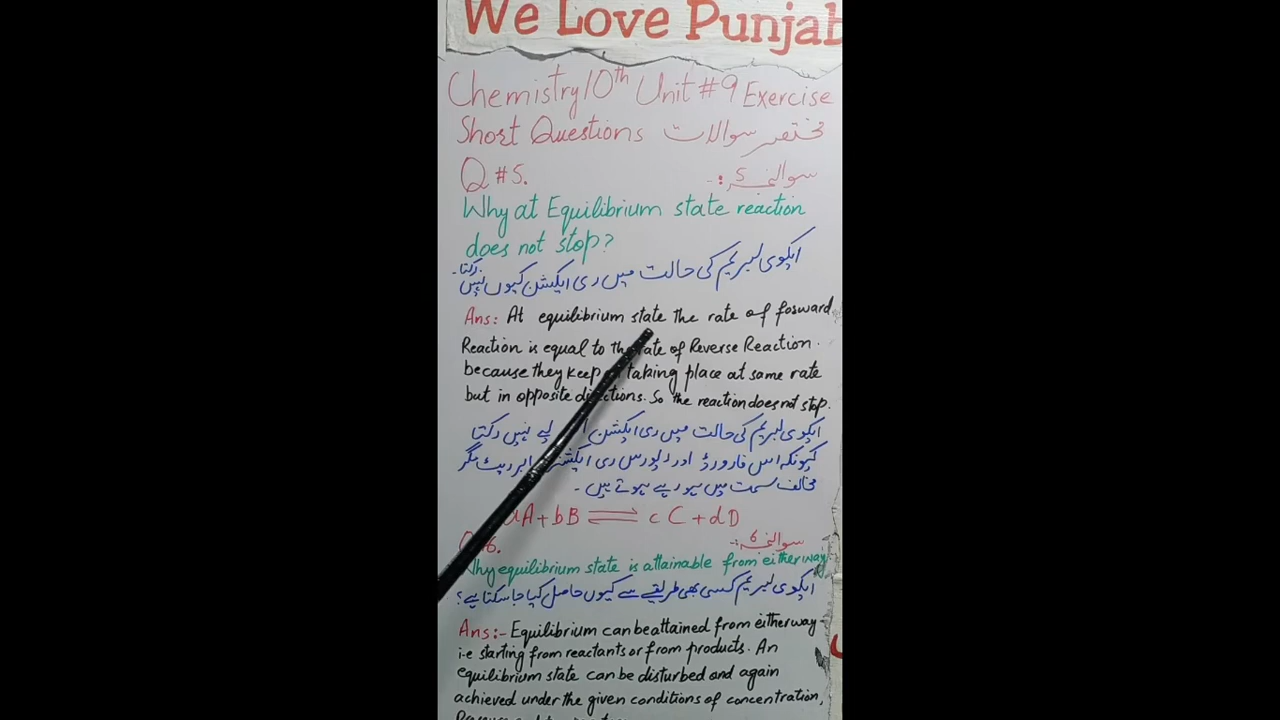 We Love Punjab
Chemistry 10th Unit #9 Exercise
Short Questions مختصر سوالات
Q #5. سوال نمبر 5:-
Why at Equilibrium state reaction
does not stop?
ایکوی لبریم کی حالت میں ری ایکشن کیوں نہیں رکتا۔
Ans: At equilibrium state the rate of forward
Reaction is equal to the rate of Reverse Reaction.
because they keep taking place at same rate
but in opposite directions. So the reaction does not stop.
ایکوی لبریم کی حالت میں ری ایکشن لیے نہیں رکتا
کیونکہ اس فارورڈ اور ریورس ری ایکشن برابر ریٹ مگر
مخالف سمت میں ہو رہے ہوتے ہیں۔
aA + bB ⇌ cC + dD
Q#6. سوال نمبر 6:-
Why equilibrium state is attainable from either way
ایکوی لبریم کسی بھی طریقے سے کیوں حاصل کیا جا سکتا ہے؟
Ans:- Equilibrium can be attained from either way-
i-e starting from reactants or from products. An
equilibrium state can be disturbed and again
achieved under the given conditions of concentration,